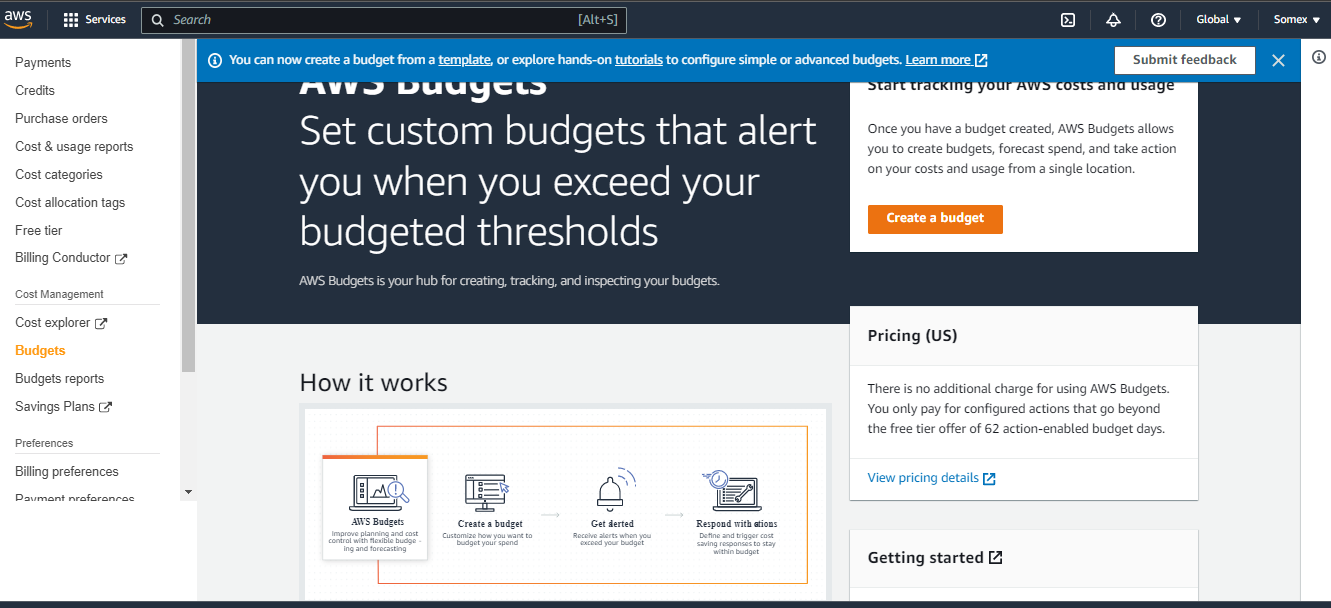 aws
Services
Search
[Alt+S]
Global
Somex
Payments
Credits
Purchase orders
Cost & usage reports
Cost categories
Cost allocation tags
Free tier
Billing Conductor
Cost Management
Cost explorer
Budgets
Budgets reports
Savings Plans
Preferences
Billing preferences
Payment preferences
You can now create a budget from a template, or explore hands-on tutorials to configure simple or advanced budgets. Learn more
Submit feedback
AWS Budgets
Set custom budgets that alert
you when you exceed your
budgeted thresholds
AWS Budgets is your hub for creating, tracking, and inspecting your budgets.
Start tracking your AWS costs and usage
Once you have a budget created, AWS Budgets allows
you to create budgets, forecast spend, and take action
on your costs and usage from a single location.
Create a budget
Pricing (US)
There is no additional charge for using AWS Budgets.
You only pay for configured actions that go beyond
the free tier offer of 62 action-enabled budget days.
View pricing details
Getting started
How it works
AWS Budgets
Improve planning and cost
control with flexible budge -
ing and forecasting
Create a budget
Customize how you want to
budget your spend
Get alerted
Receive alerts when you
exceed your budget
Respond with actions
Define and trigger cost
saving responses to stay
within budget